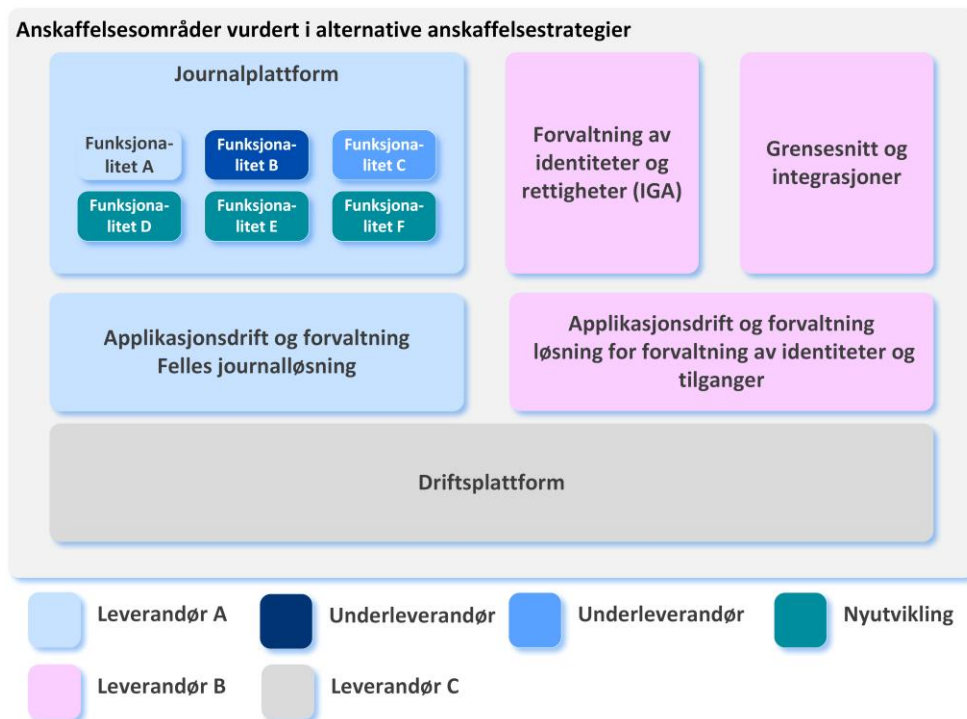 Anskaffelsesområder vurdert i alternative anskaffelsestrategier
Journalplattform
Funksjona-
litet A
Funksjona-
litet B
Funksjona-
litet C
Funksjona-
litet D
Funksjona-
litet E
Funksjona-
litet F
Forvaltning av
identiteter og
rettigheter (IGA)
Grensesnitt og
integrasjoner
Applikasjonsdrift og forvaltning
Felles journalløsning
Applikasjonsdrift og forvaltning
løsning for forvaltning av identiteter og
tilganger
Driftsplattform
Leverandør A
Underleverandør
Underleverandør
Nyutvikling
Leverandør B
Leverandør C